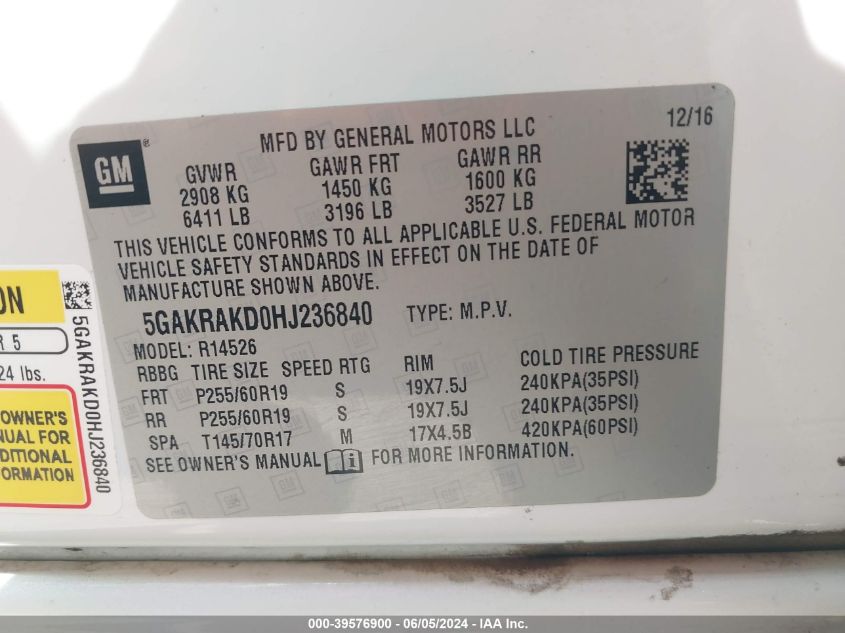 12/16
MFD BY GENERAL MOTORS LLC
GM ®
GVWR GAWR FRT GAWR RR
2908 KG 1450 KG 1600 KG
6411 LB 3196 LB 3527 LB
THIS VEHICLE CONFORMS TO ALL APPLICABLE U.S. FEDERAL MOTOR
VEHICLE SAFETY STANDARDS IN EFFECT ON THE DATE OF
MANUFACTURE SHOWN ABOVE.
5GAKRAKD0HJ236840 TYPE: M.P.V.
MODEL: R14526
RBBG TIRE SIZE SPEED RTG RIM COLD TIRE PRESSURE
FRT P255/60R19 S 19X7.5J 240KPA(35PSI)
RR P255/60R19 S 19X7.5J 240KPA(35PSI)
SPA T145/70R17 M 17X4.5B 420KPA(60PSI)
SEE OWNER'S MANUAL FOR MORE INFORMATION.
ON
R 5
24 lbs.
OWNER'S
NUAL FOR
DITIONAL
RMATION
5GAKRAKD0HJ236840
000-39576900 - 06/05/2024 - IAA Inc.